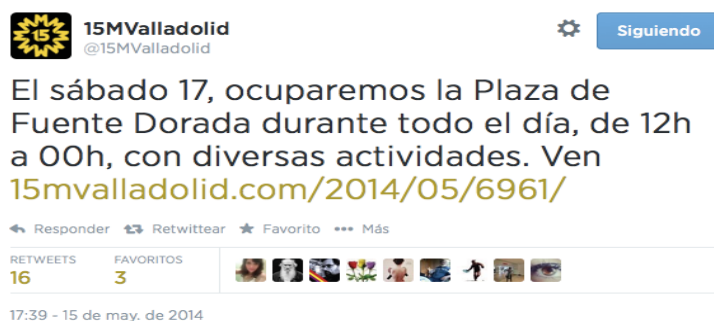 15
15MValladolid
@15MValladolid
Siguiendo
El sábado 17, ocuparemos la Plaza de
Fuente Dorada durante todo el día, de 12h
a 00h, con diversas actividades. Ven
15mvalladolid.com/2014/05/6961/
Responder Retwittear Favorito Más
RETWEETS FAVORITOS
16 3
17:39 - 15 de may. de 2014